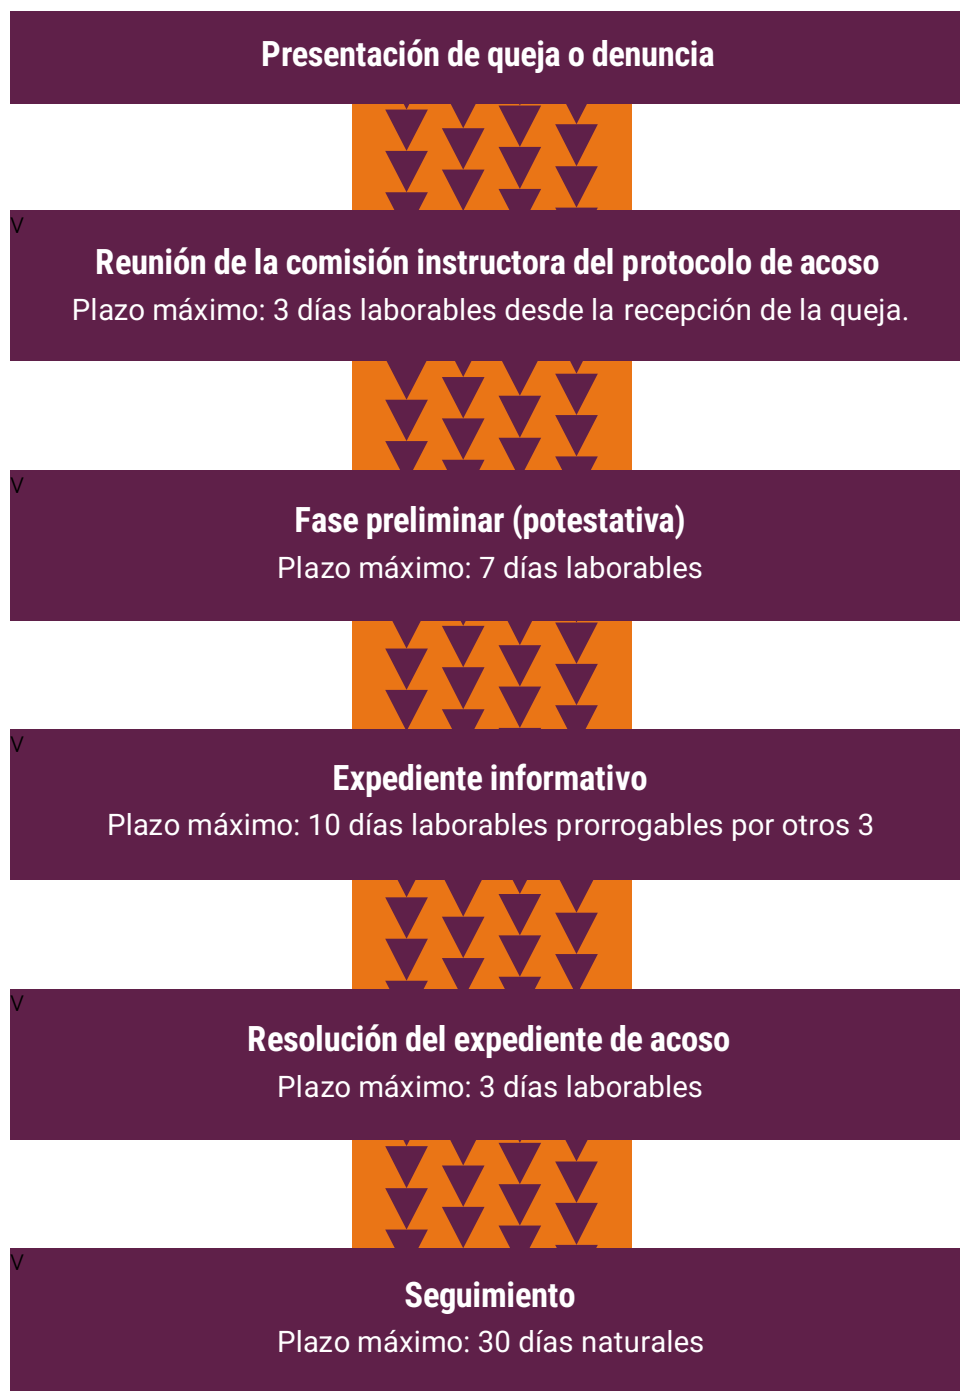 Presentación de queja o denuncia
V
Reunión de la comisión instructora del protocolo de acoso
Plazo máximo: 3 días laborables desde la recepción de la queja.
V
Fase preliminar (potestativa)
Plazo máximo: 7 días laborables
V
Expediente informativo
Plazo máximo: 10 días laborables prorrogables por otros 3
V
Resolución del expediente de acoso
Plazo máximo: 3 días laborables
V
Seguimiento
Plazo máximo: 30 días naturales